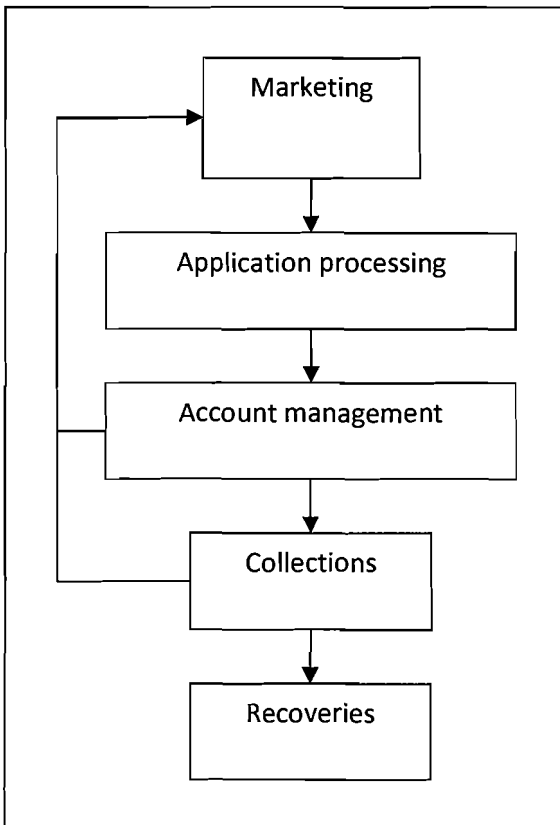 Marketing
Application processing
Account management
Collections
Recoveries